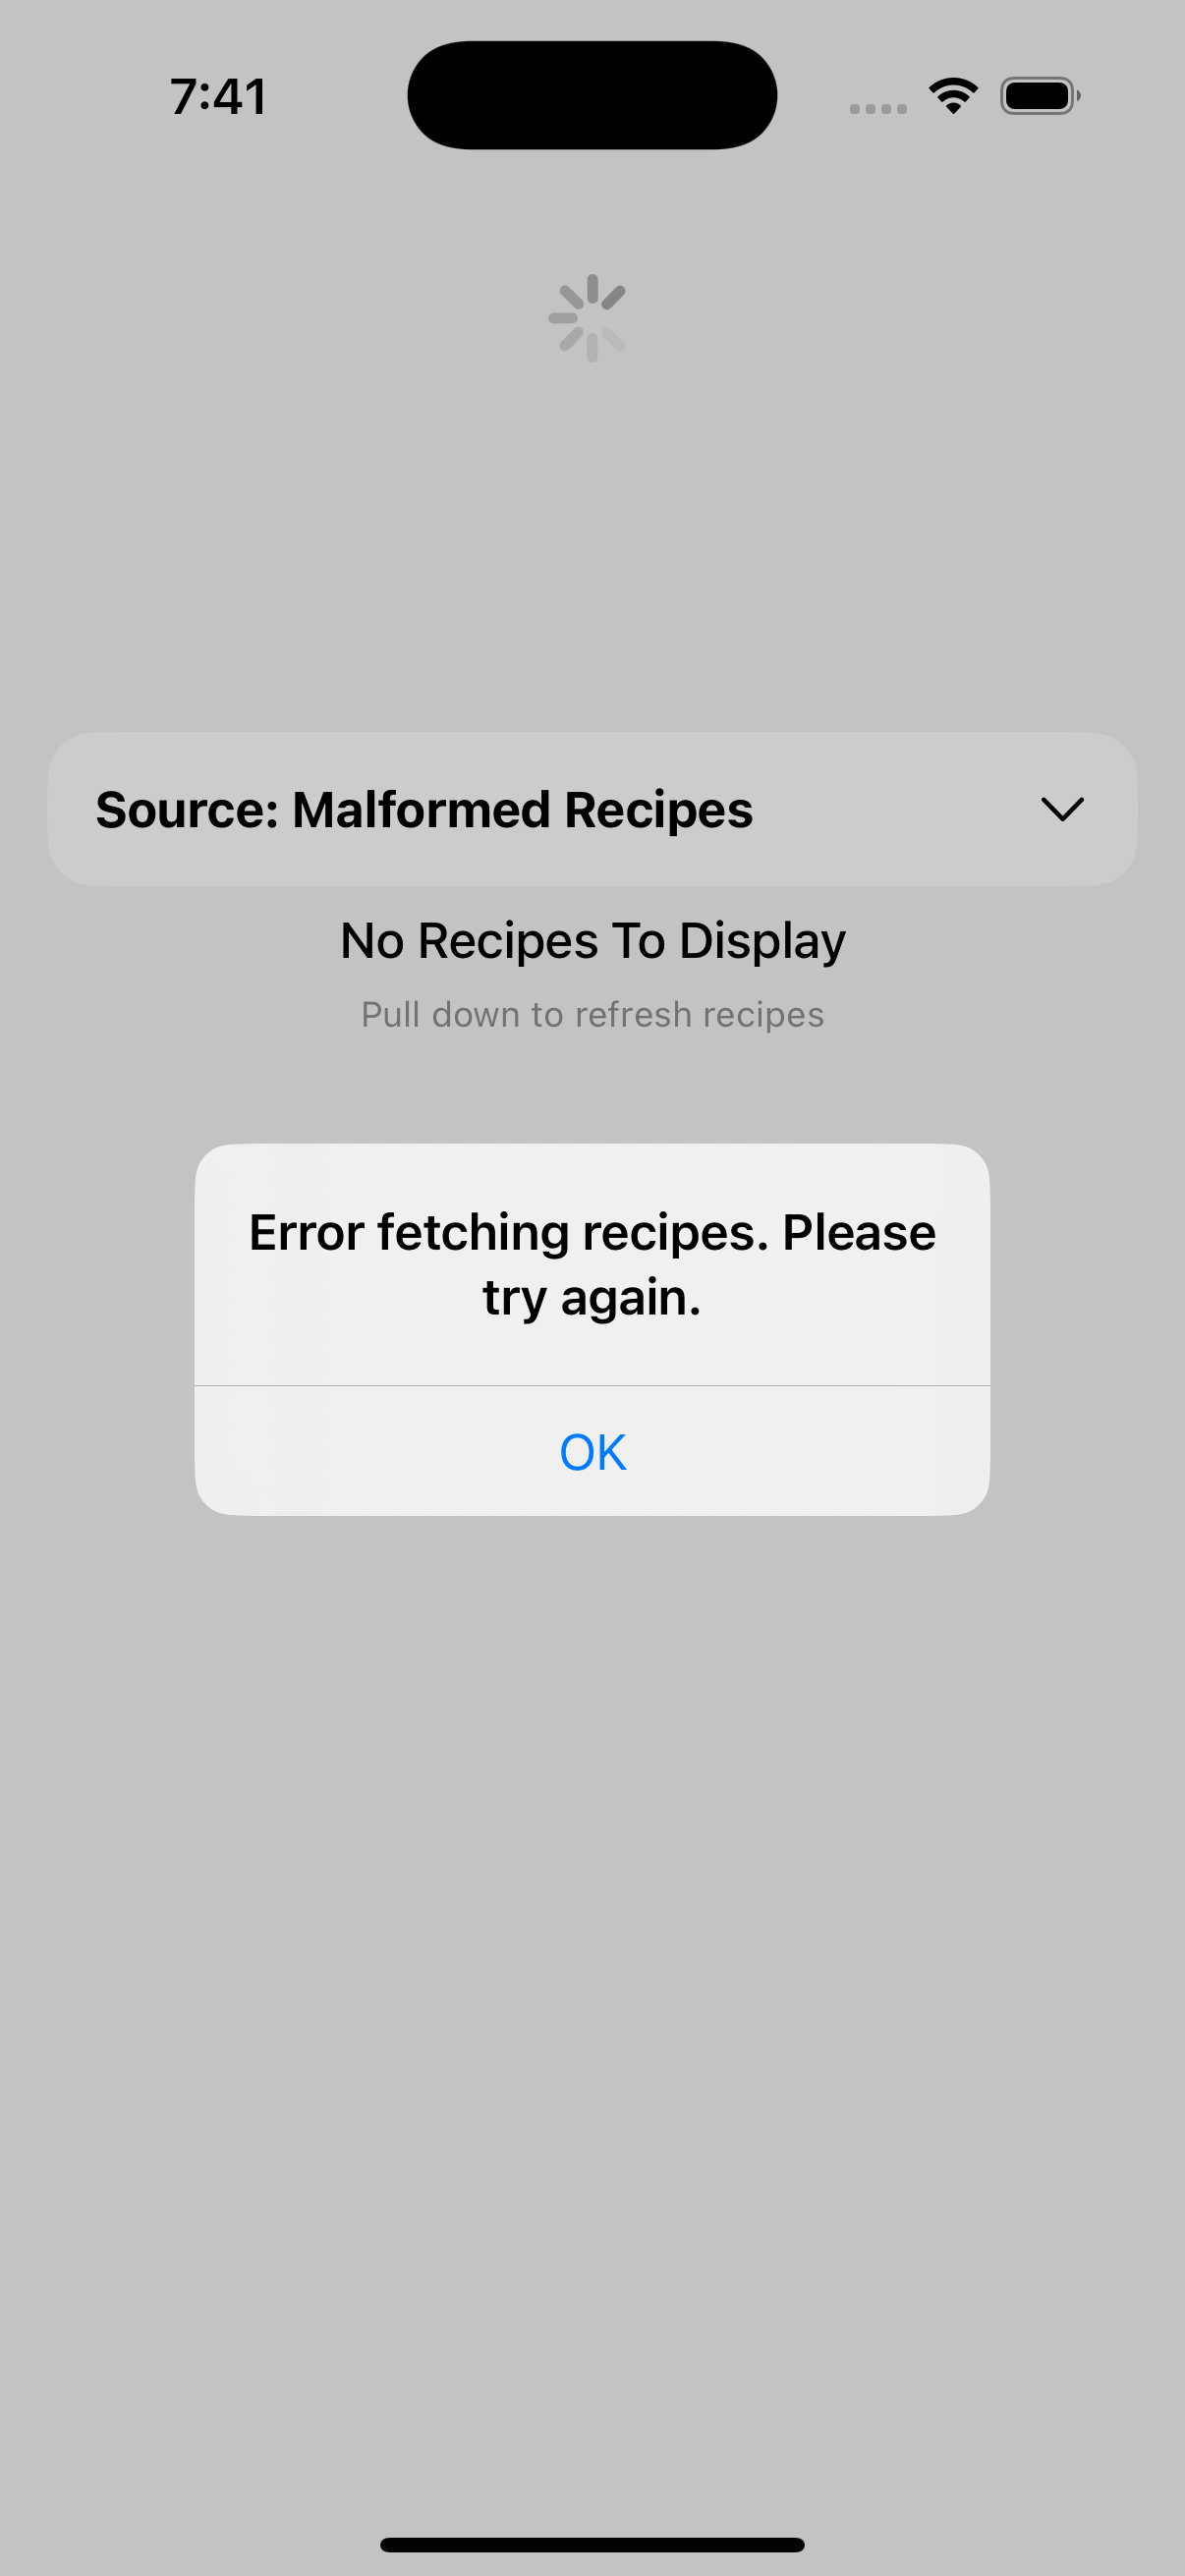 7:41
Source: Malformed Recipes
No Recipes To Display
Pull down to refresh recipes
Error fetching recipes. Please
try again.
OK